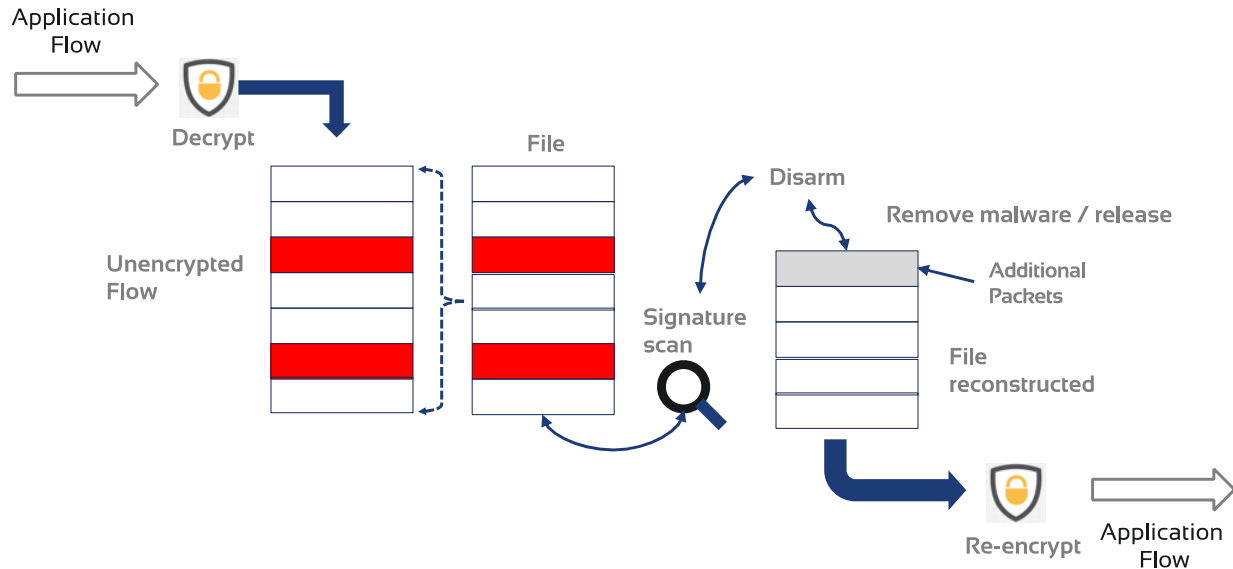 Application
Flow
Decrypt
File
Unencrypted
Flow
Disarm
Remove malware / release
Additional
Packets
Signature
scan
File
reconstructed
Re-encrypt
Application
Flow